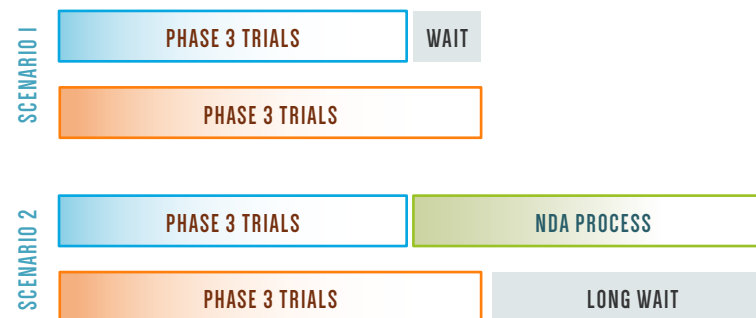 SCENARIO I
PHASE 3 TRIALS
WAIT
PHASE 3 TRIALS
SCENARIO 2
PHASE 3 TRIALS
NDA PROCESS
PHASE 3 TRIALS
LONG WAIT